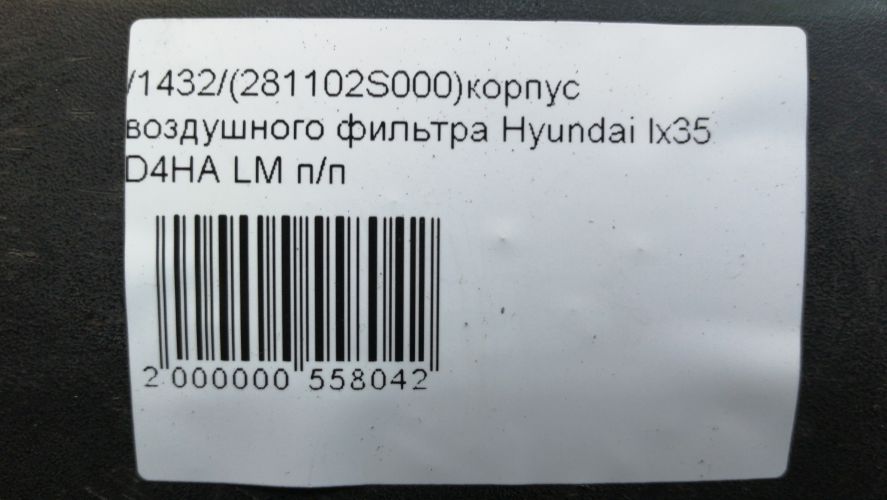 /1432/(281102S000)корпус
воздушного фильтра Hyundai Ix35
D4HA LM п/п
2 000000 558042